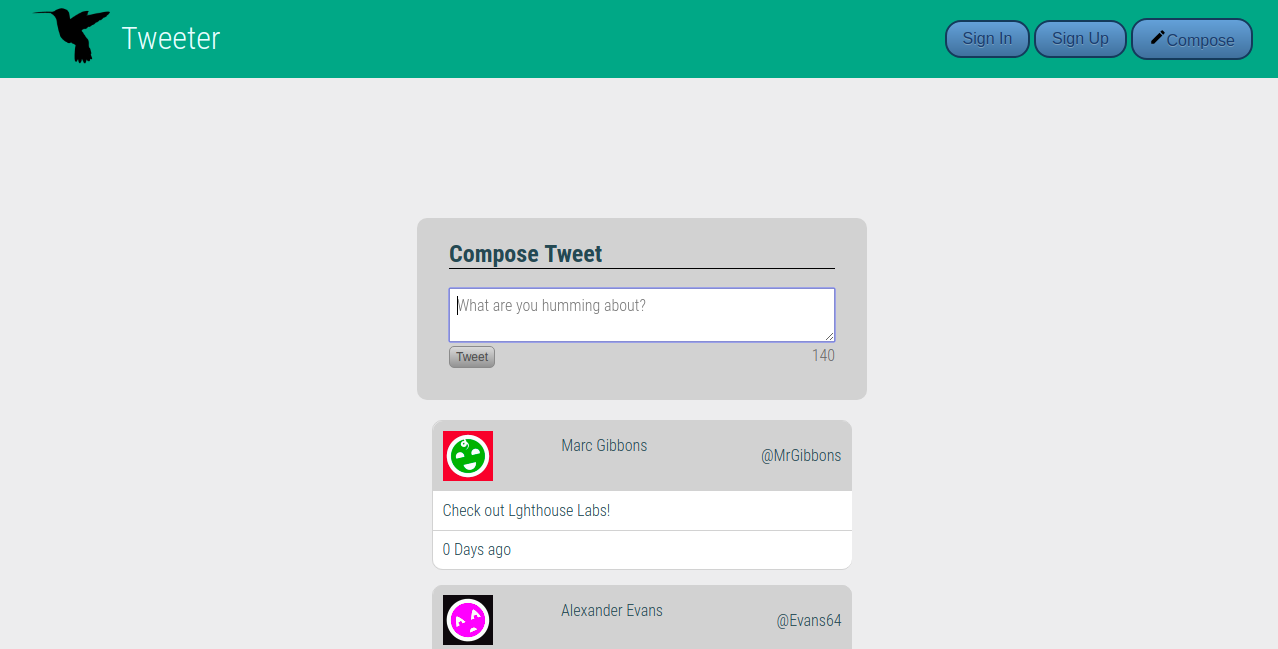 Tweeter
Sign In
Sign Up
Compose
Compose Tweet
What are you humming about?
Tweet
140
Marc Gibbons
@MrGibbons
Check out Lghthouse Labs!
0 Days ago
Alexander Evans
@Evans64